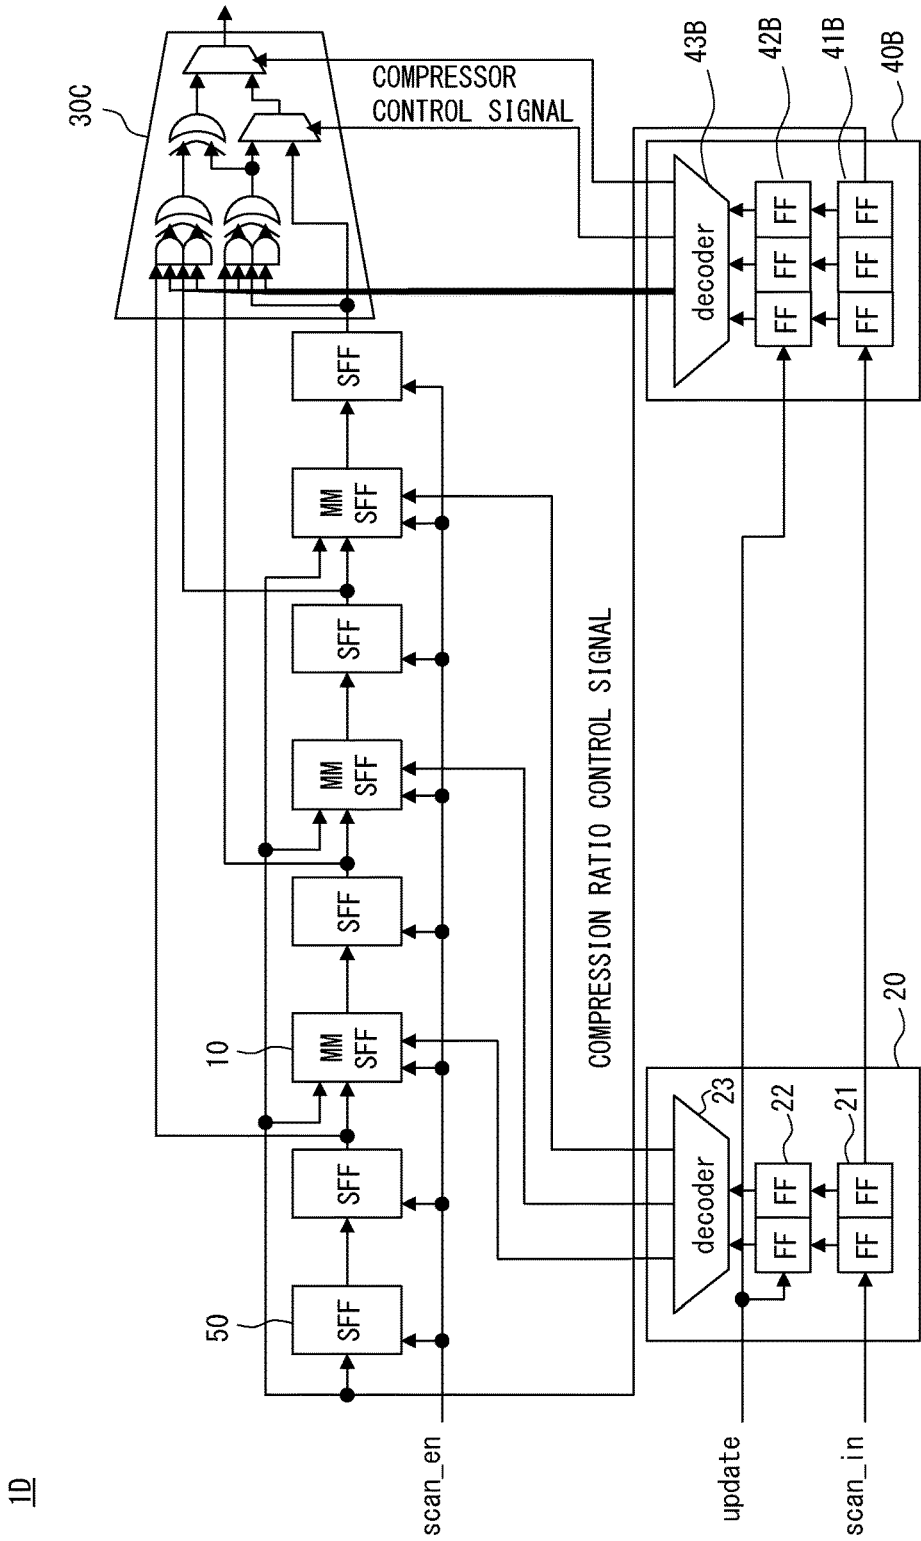 1D
30C
COMPRESSOR
CONTROL SIGNAL
50
SFF
SFF
10
MM
SFF
SFF
MM
SFF
SFF
MM
SFF
SFF
scan_en
COMPRESSION RATIO CONTROL SIGNAL
20
decoder
23
FF
FF
22
FF
FF
21
43B
42B
41B
40B
decoder
FF
FF
FF
FF
FF
FF
update
scan_in